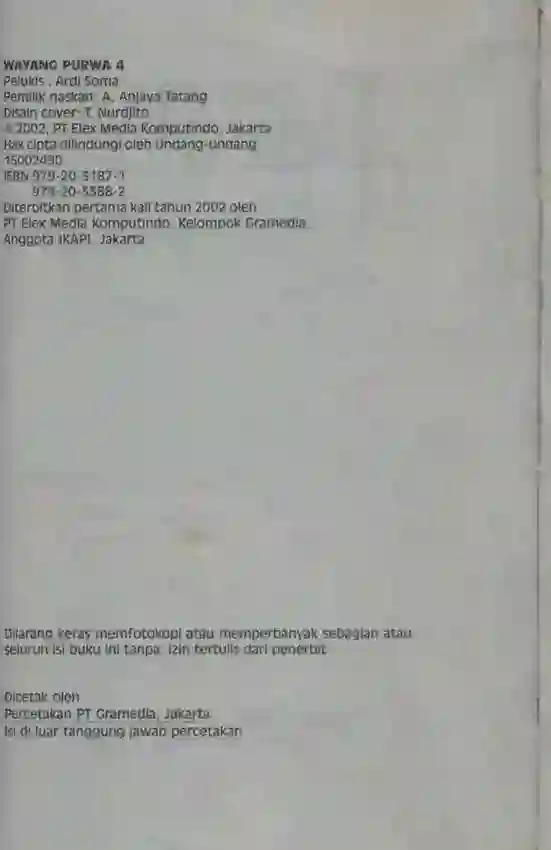 WAYANG PURWA 4
Pelukis : Ardi Soma
Pemilik naskah: A. Anjaya Tatang
Disain cover: T. Nurdjito
© 2002, PT Elex Media Komputindo, Jakarta
Hak cipta dilindungi oleh Undang-undang
15002490
ISBN 979-20-3187-1
979-20-3388-2
Diterbitkan pertama kali tahun 2002 oleh
PT Elex Media Komputindo, Kelompok Gramedia,
Anggota IKAPI, Jakarta
Dilarang keras memfotokopi atau memperbanyak sebagian atau
seluruh isi buku ini tanpa izin tertulis dari penerbit
Dicetak oleh
Percetakan PT Gramedia, Jakarta
Isi di luar tanggung jawab percetakan